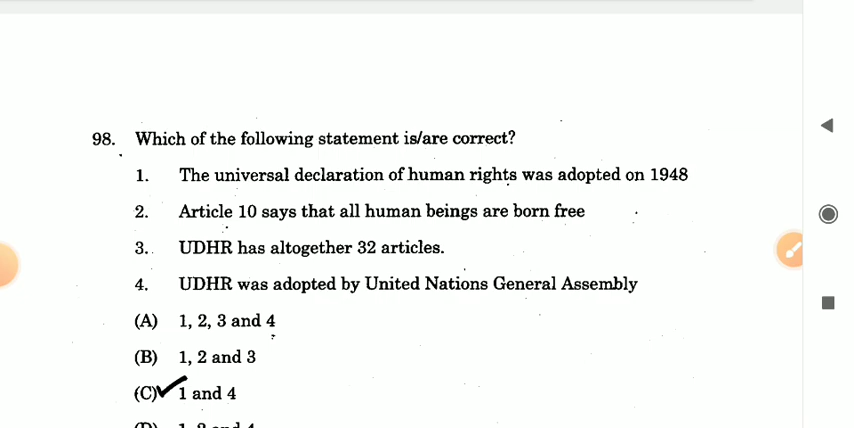 98. Which of the following statement is/are correct?
1. The universal declaration of human rights was adopted on 1948
2. Article 10 says that all human beings are born free
3. UDHR has altogether 32 articles.
4. UDHR was adopted by United Nations General Assembly
(A) 1, 2, 3 and 4
(B) 1, 2 and 3
(C) 1 and 4